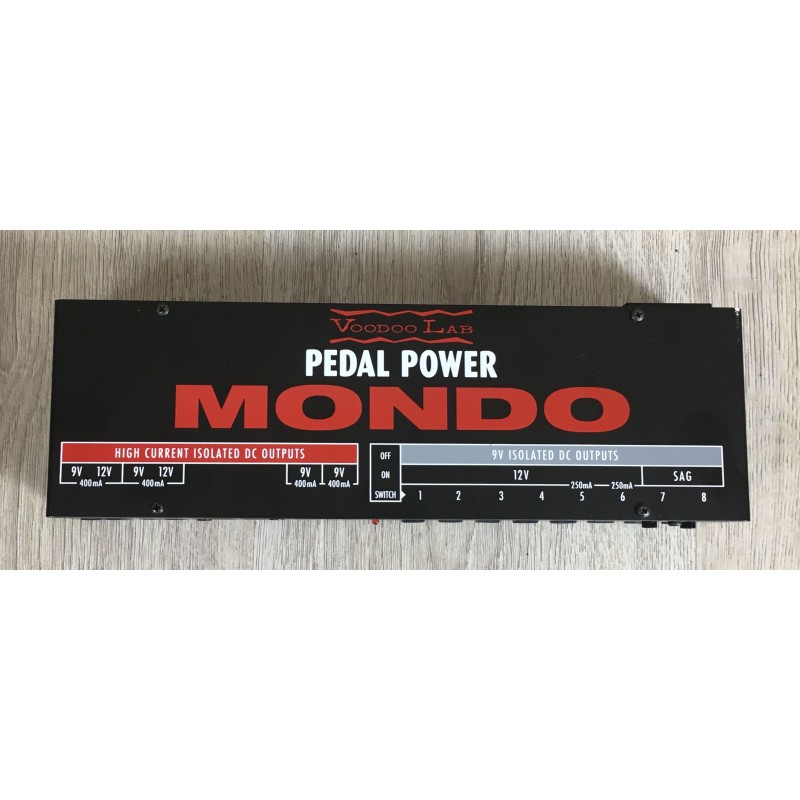 VOODOO LAB
PEDAL POWER
MONDO
HIGH CURRENT ISOLATED DC OUTPUTS
9V 12V 9V 12V 9V 9V
400mA 400mA 400mA 400mA
OFF 9V ISOLATED DC OUTPUTS
ON 12V SAG
250mA 250mA
SWITCH 1 2 3 4 5 6 7 8